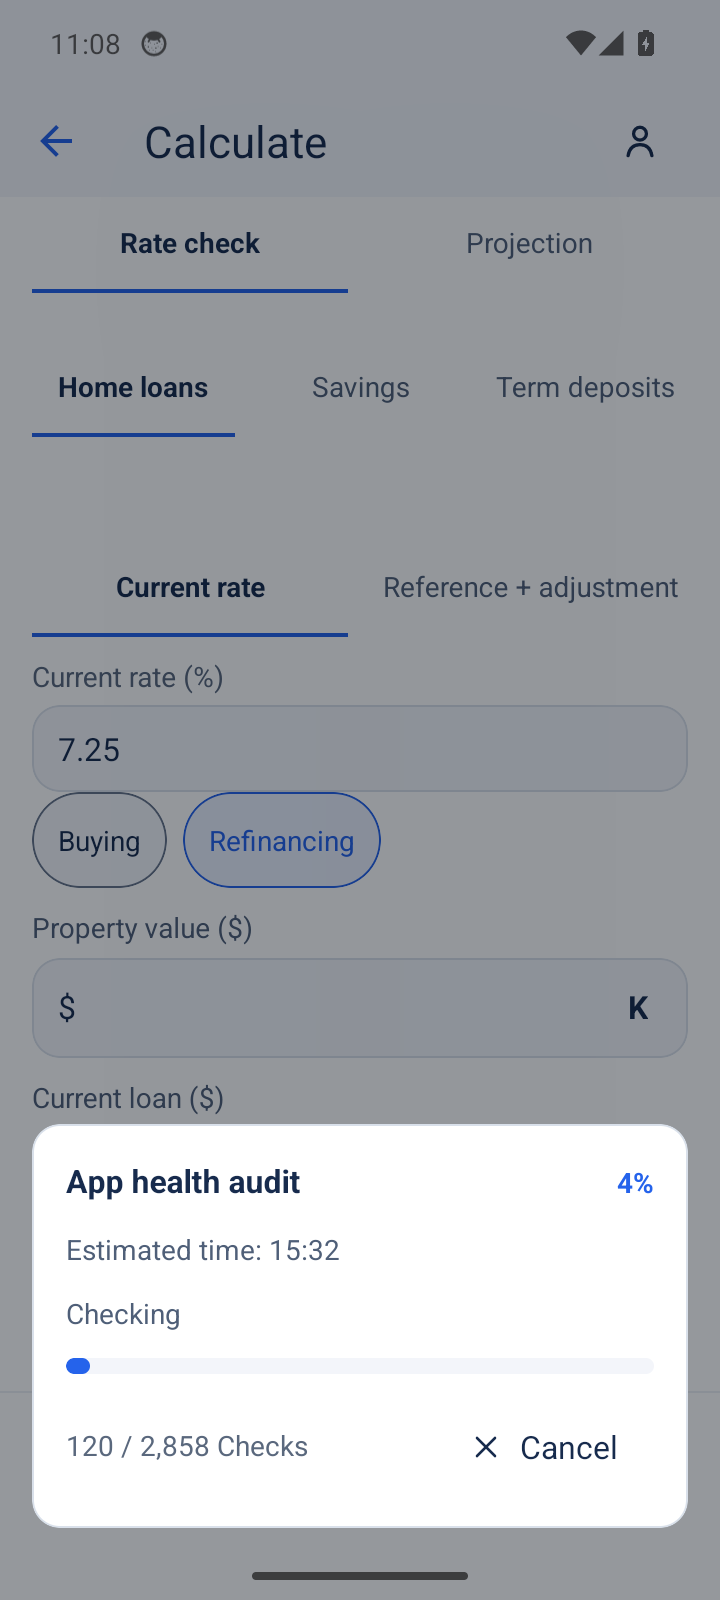 11:08
Calculate
Rate check Projection
Home loans Savings Term deposits
Current rate Reference + adjustment
Current rate (%)
7.25
Buying Refinancing
Property value ($)
$ K
Current loan ($)
App health audit 4%
Estimated time: 15:32
Checking
120 / 2,858 Checks Cancel